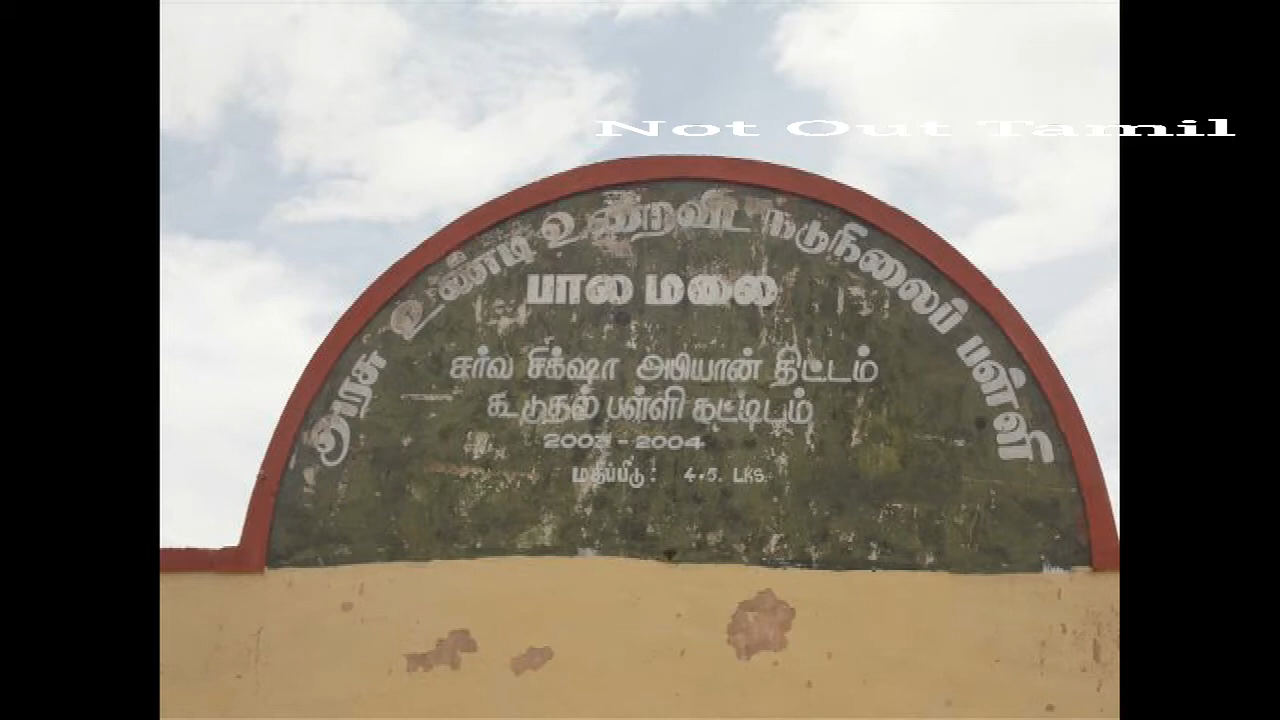 Not Out Tamil
அரசு உண்டி உறைவிட நடுநிலைப் பள்ளி
பால மலை
சர்வ சிக்ஷா அபியான் திட்டம்
கூடுதல் பள்ளி கட்டிடம்
2003 - 2004
மதிப்பீடு : 4.5. Lks.